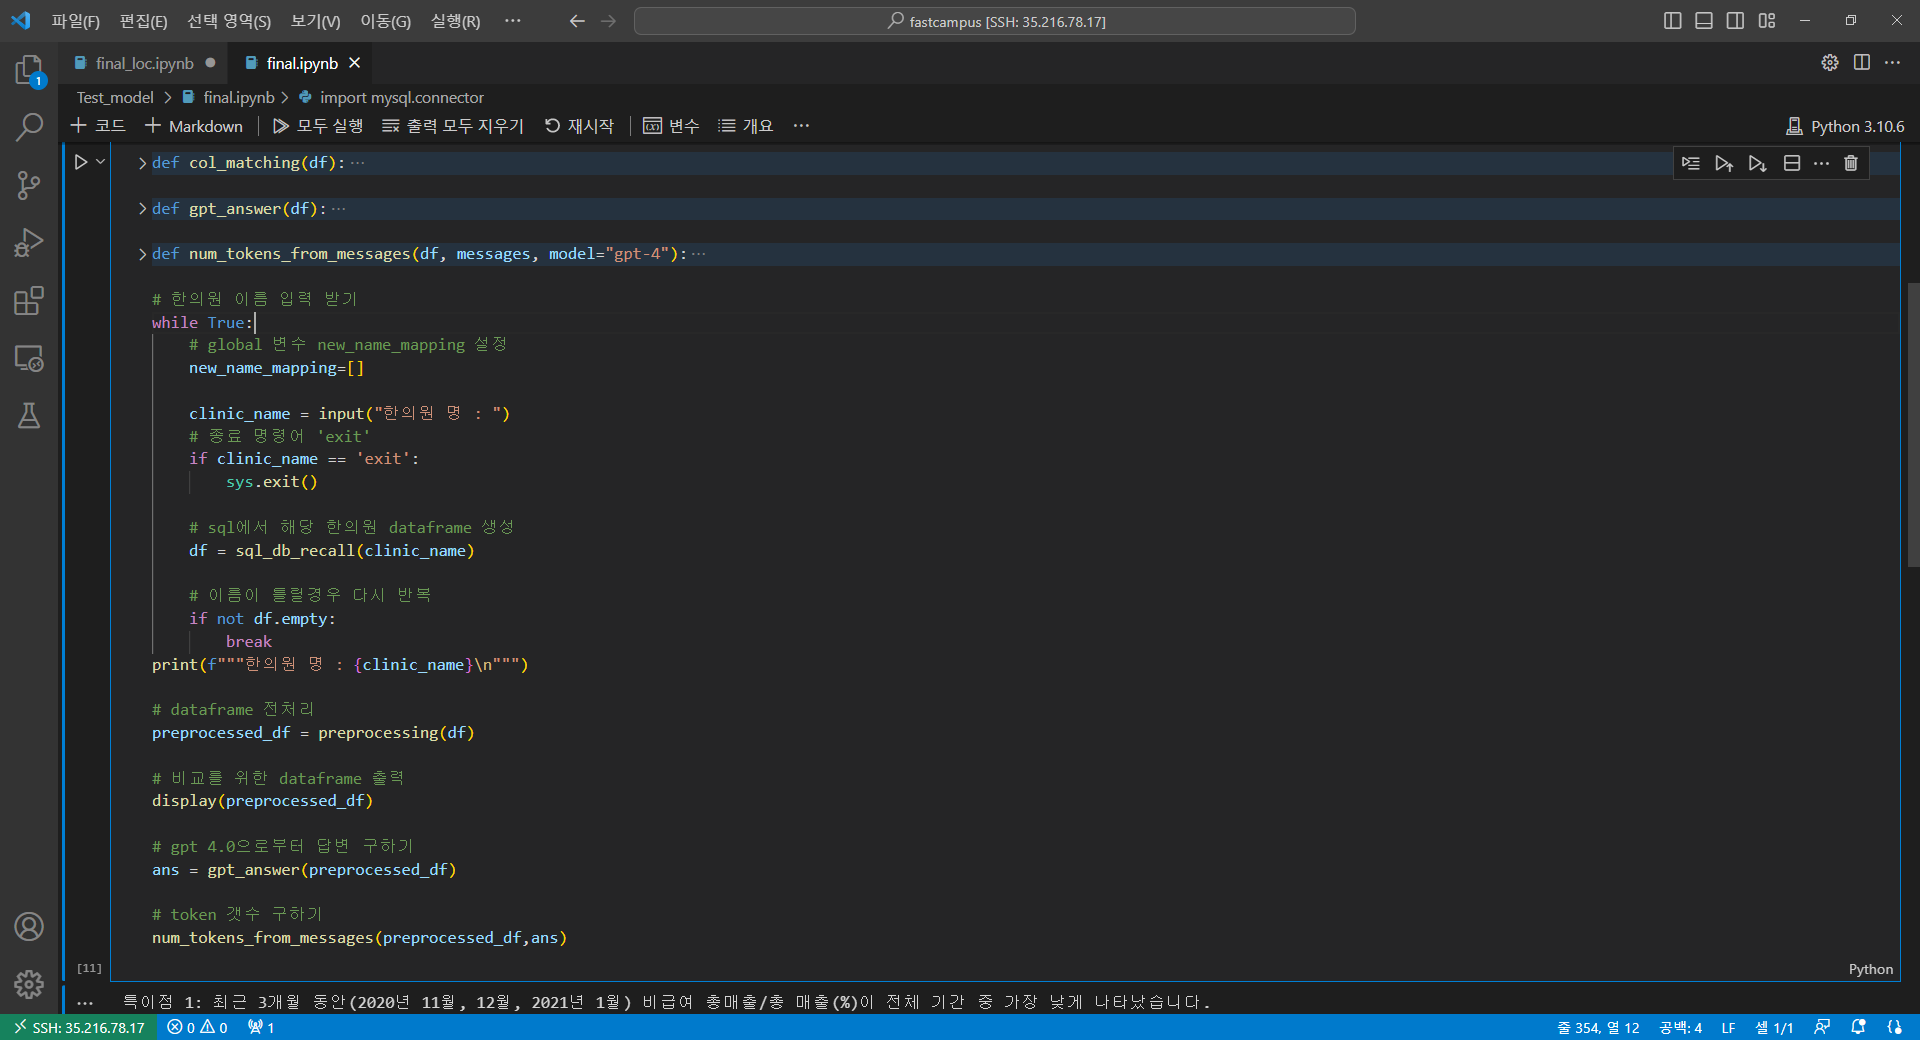 파일(F) 편집(E) 선택 영역(S) 보기(V) 이동(G) 실행(R) ··· fastcampus [SSH: 35.216.78.17]
final_loc.ipynb final.ipynb
1
Test_model > final.ipynb > import mysql.connector
+ 코드 + Markdown 모두 실행 출력 모두 지우기 재시작 변수 개요 ··· Python 3.10.6
def col_matching(df): ···
def gpt_answer(df): ···
def num_tokens_from_messages(df, messages, model="gpt-4"): ···
# 한의원 이름 입력 받기
while True:
# global 변수 new_name_mapping 설정
new_name_mapping=[]
clinic_name = input("한의원 명 : ")
# 종료 명령어 'exit'
if clinic_name == 'exit':
sys.exit()
# sql에서 해당 한의원 dataframe 생성
df = sql_db_recall(clinic_name)
# 이름이 틀릴경우 다시 반복
if not df.empty:
break
print(f"""한의원 명 : {clinic_name}\n""")
# dataframe 전처리
preprocessed_df = preprocessing(df)
# 비교를 위한 dataframe 출력
display(preprocessed_df)
# gpt 4.0으로부터 답변 구하기
ans = gpt_answer(preprocessed_df)
# token 갯수 구하기
num_tokens_from_messages(preprocessed_df,ans)
[11] Python
··· 특이점 1: 최근 3개월 동안(2020년 11월, 12월, 2021년 1월) 비급여 총매출/총 매출(%)이 전체 기간 중 가장 낮게 나타났습니다.
SSH: 35.216.78.17 0 0 1 줄 354, 열 12 공백: 4 LF 셀 1/1